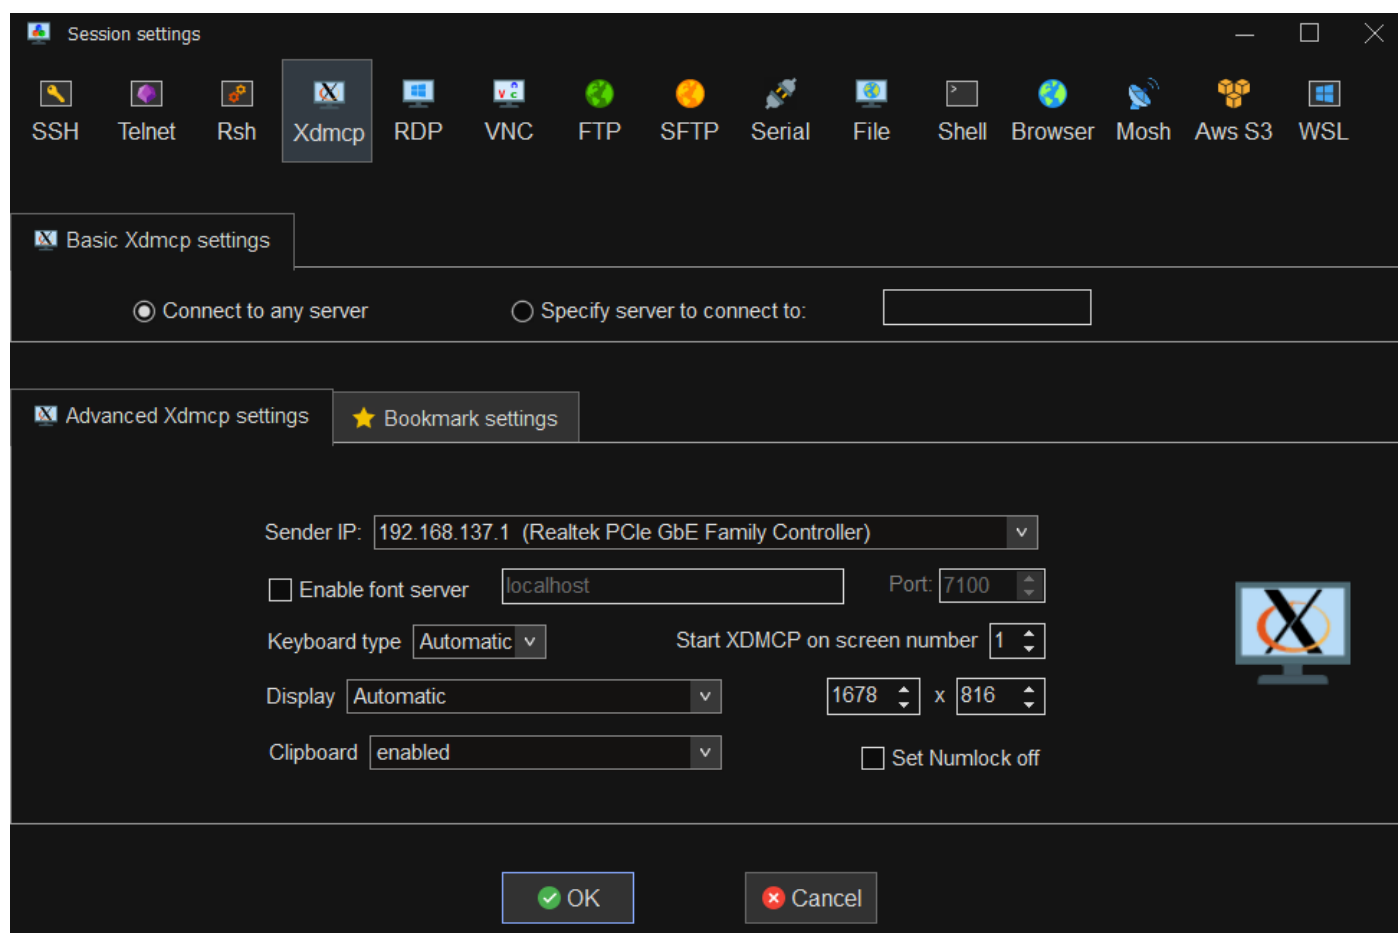 Session settings
SSH Telnet Rsh Xdmcp RDP VNC FTP SFTP Serial File Shell Browser Mosh Aws S3 WSL
Basic Xdmcp settings
Connect to any server Specify server to connect to:
Advanced Xdmcp settings Bookmark settings
Sender IP: 192.168.137.1 (Realtek PCIe GbE Family Controller)
Enable font server localhost Port: 7100
Keyboard type Automatic Start XDMCP on screen number 1
Display Automatic 1678 x 816
Clipboard enabled Set Numlock off
OK Cancel